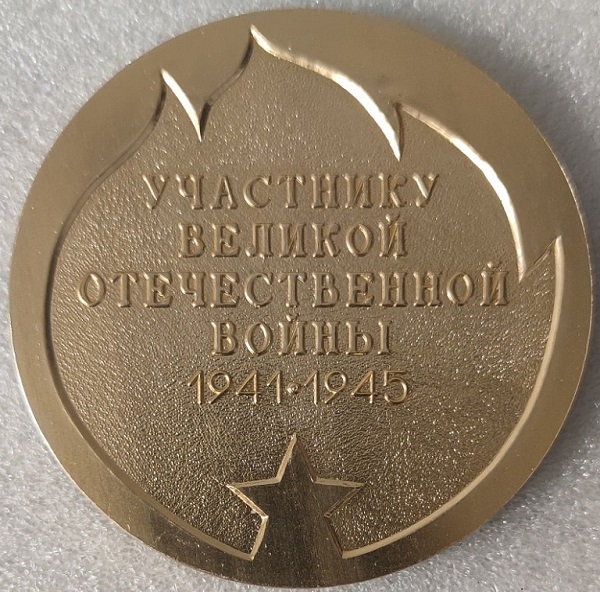 УЧАСТНИКУ
ВЕЛИКОЙ
ОТЕЧЕСТВЕННОЙ
ВОЙНЫ
1941·1945